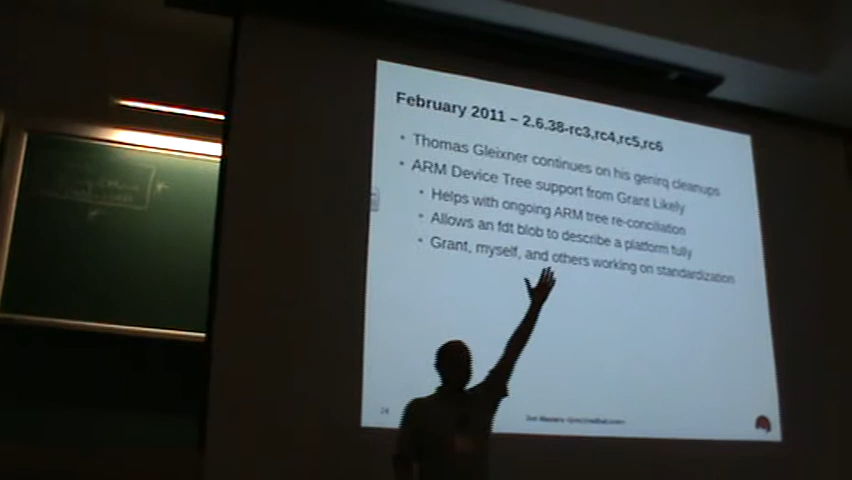 February 2011 – 2.6.38-rc3,rc4,rc5,rc6
• Thomas Gleixner continues on his genirq cleanups
• ARM Device Tree support from Grant Likely
• Helps with ongoing ARM tree re-conciliation
• Allows an fdt blob to describe a platform fully
• Grant, myself, and others working on standardization